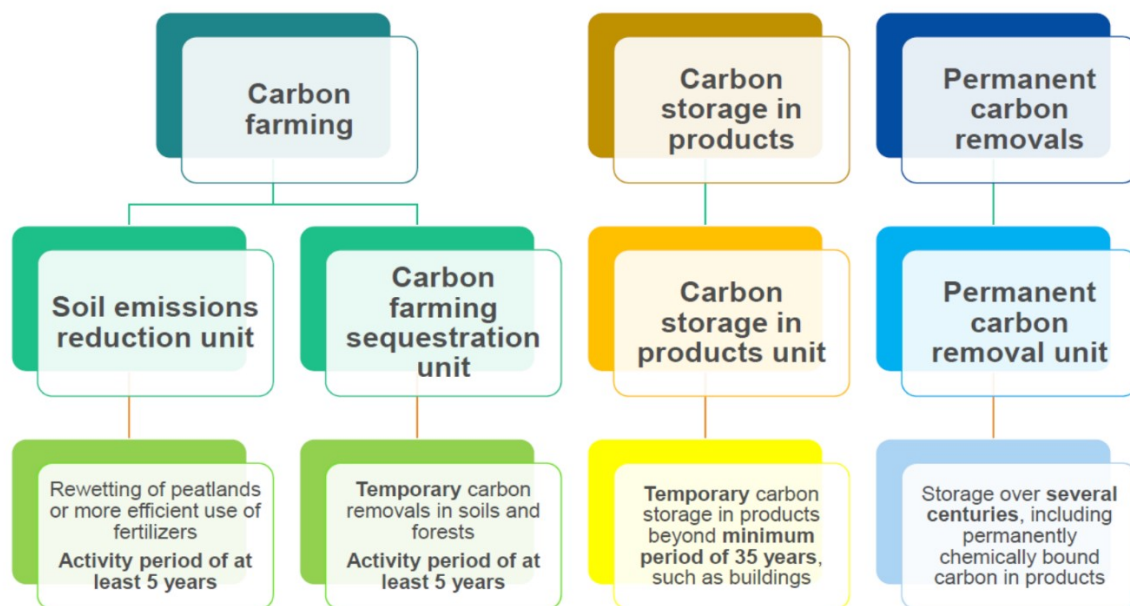 Carbon
farming
Carbon
storage in
products
Permanent
carbon
removals
Soil emissions
reduction unit
Carbon
farming
sequestration
unit
Carbon
storage in
products unit
Permanent
carbon
removal unit
Rewetting of peatlands
or more efficient use of
fertilizers
Activity period of at
least 5 years
Temporary carbon
removals in soils and
forests
Activity period of at
least 5 years
Temporary carbon
storage in products
beyond minimum
period of 35 years,
such as buildings
Storage over several
centuries, including
permanently
chemically bound
carbon in products